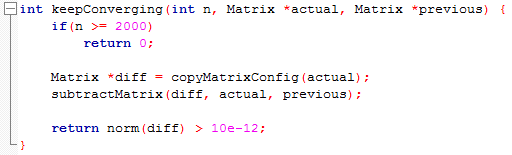 int keepConverging(int n, Matrix *actual, Matrix *previous) {
if(n >= 2000)
return 0;
Matrix *diff = copyMatrixConfig(actual);
subtractMatrix(diff, actual, previous);
return norm(diff) > 10e-12;
}